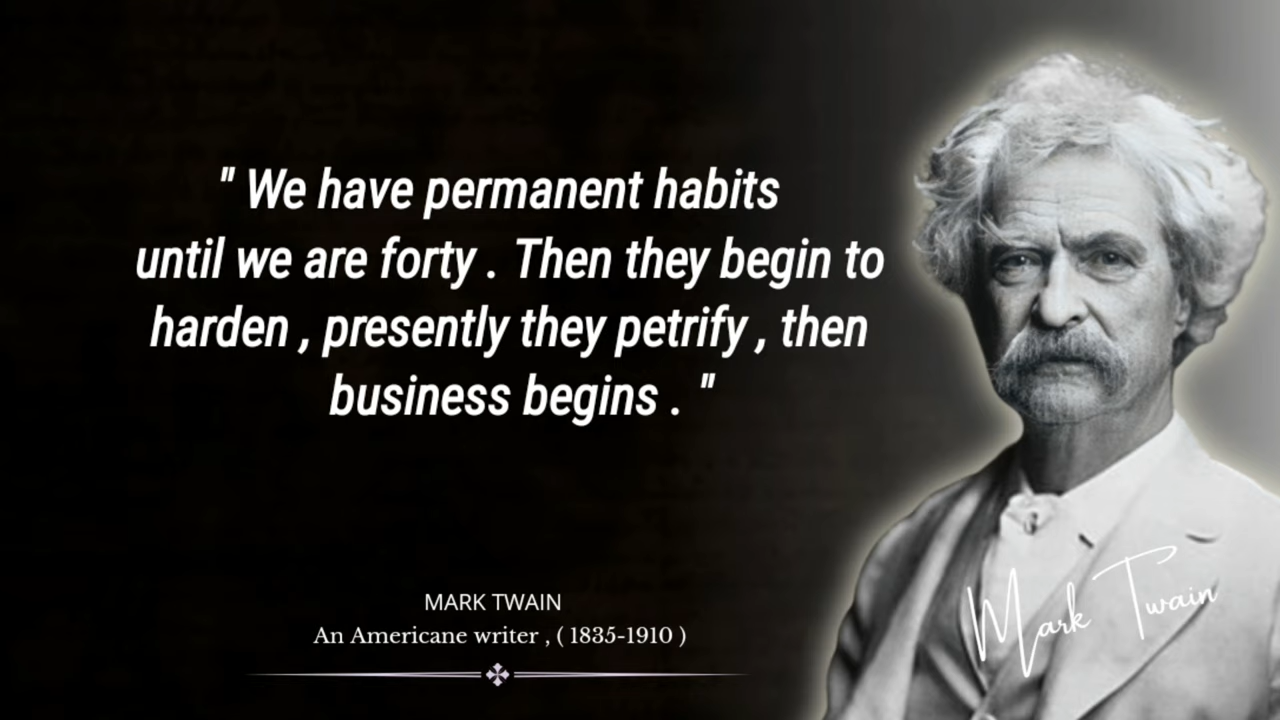 " We have permanent habits
until we are forty . Then they begin to
harden , presently they petrify , then
business begins . "
MARK TWAIN
An Americane writer , ( 1835-1910 )
Mark Twain